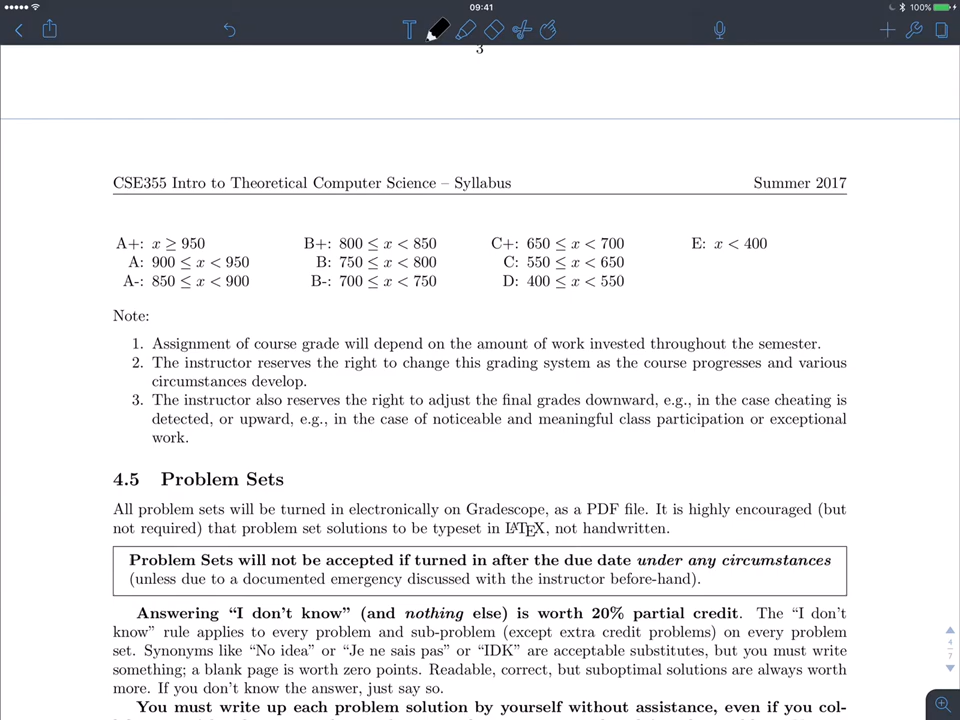 09:41
100%
3
CSE355 Intro to Theoretical Computer Science – Syllabus Summer 2017
A+: x ≥ 950 B+: 800 ≤ x < 850 C+: 650 ≤ x < 700 E: x < 400
A: 900 ≤ x < 950 B: 750 ≤ x < 800 C: 550 ≤ x < 650
A-: 850 ≤ x < 900 B-: 700 ≤ x < 750 D: 400 ≤ x < 550
Note:
1. Assignment of course grade will depend on the amount of work invested throughout the semester.
2. The instructor reserves the right to change this grading system as the course progresses and various
circumstances develop.
3. The instructor also reserves the right to adjust the final grades downward, e.g., in the case cheating is
detected, or upward, e.g., in the case of noticeable and meaningful class participation or exceptional
work.
4.5 Problem Sets
All problem sets will be turned in electronically on Gradescope, as a PDF file. It is highly encouraged (but
not required) that problem set solutions to be typeset in LATEX, not handwritten.
Problem Sets will not be accepted if turned in after the due date under any circumstances
(unless due to a documented emergency discussed with the instructor before-hand).
Answering “I don’t know” (and nothing else) is worth 20% partial credit. The “I don’t
know” rule applies to every problem and sub-problem (except extra credit problems) on every problem
set. Synonyms like “No idea” or “Je ne sais pas” or “IDK” are acceptable substitutes, but you must write
something; a blank page is worth zero points. Readable, correct, but suboptimal solutions are always worth
more. If you don’t know the answer, just say so.
You must write up each problem solution by yourself without assistance, even if you col-
4
7